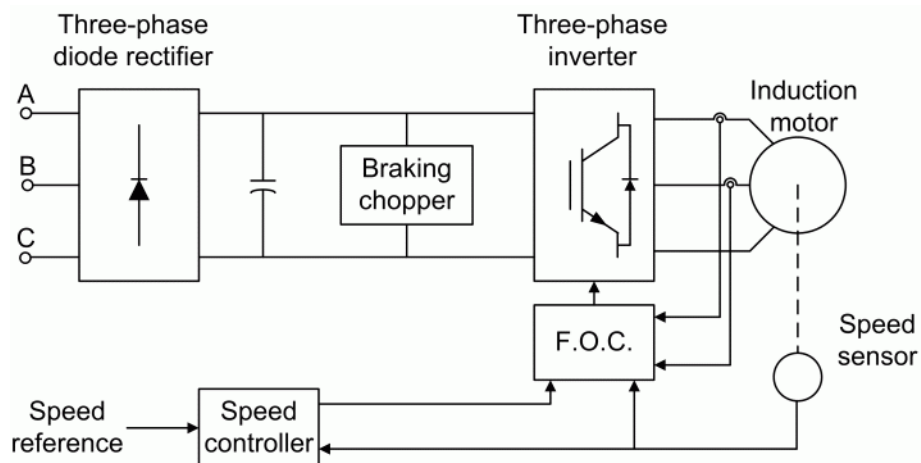 Three-phase
diode rectifier
Three-phase
inverter
Induction
motor
A
B
C
Braking
chopper
F.O.C.
Speed
sensor
Speed
reference
Speed
controller